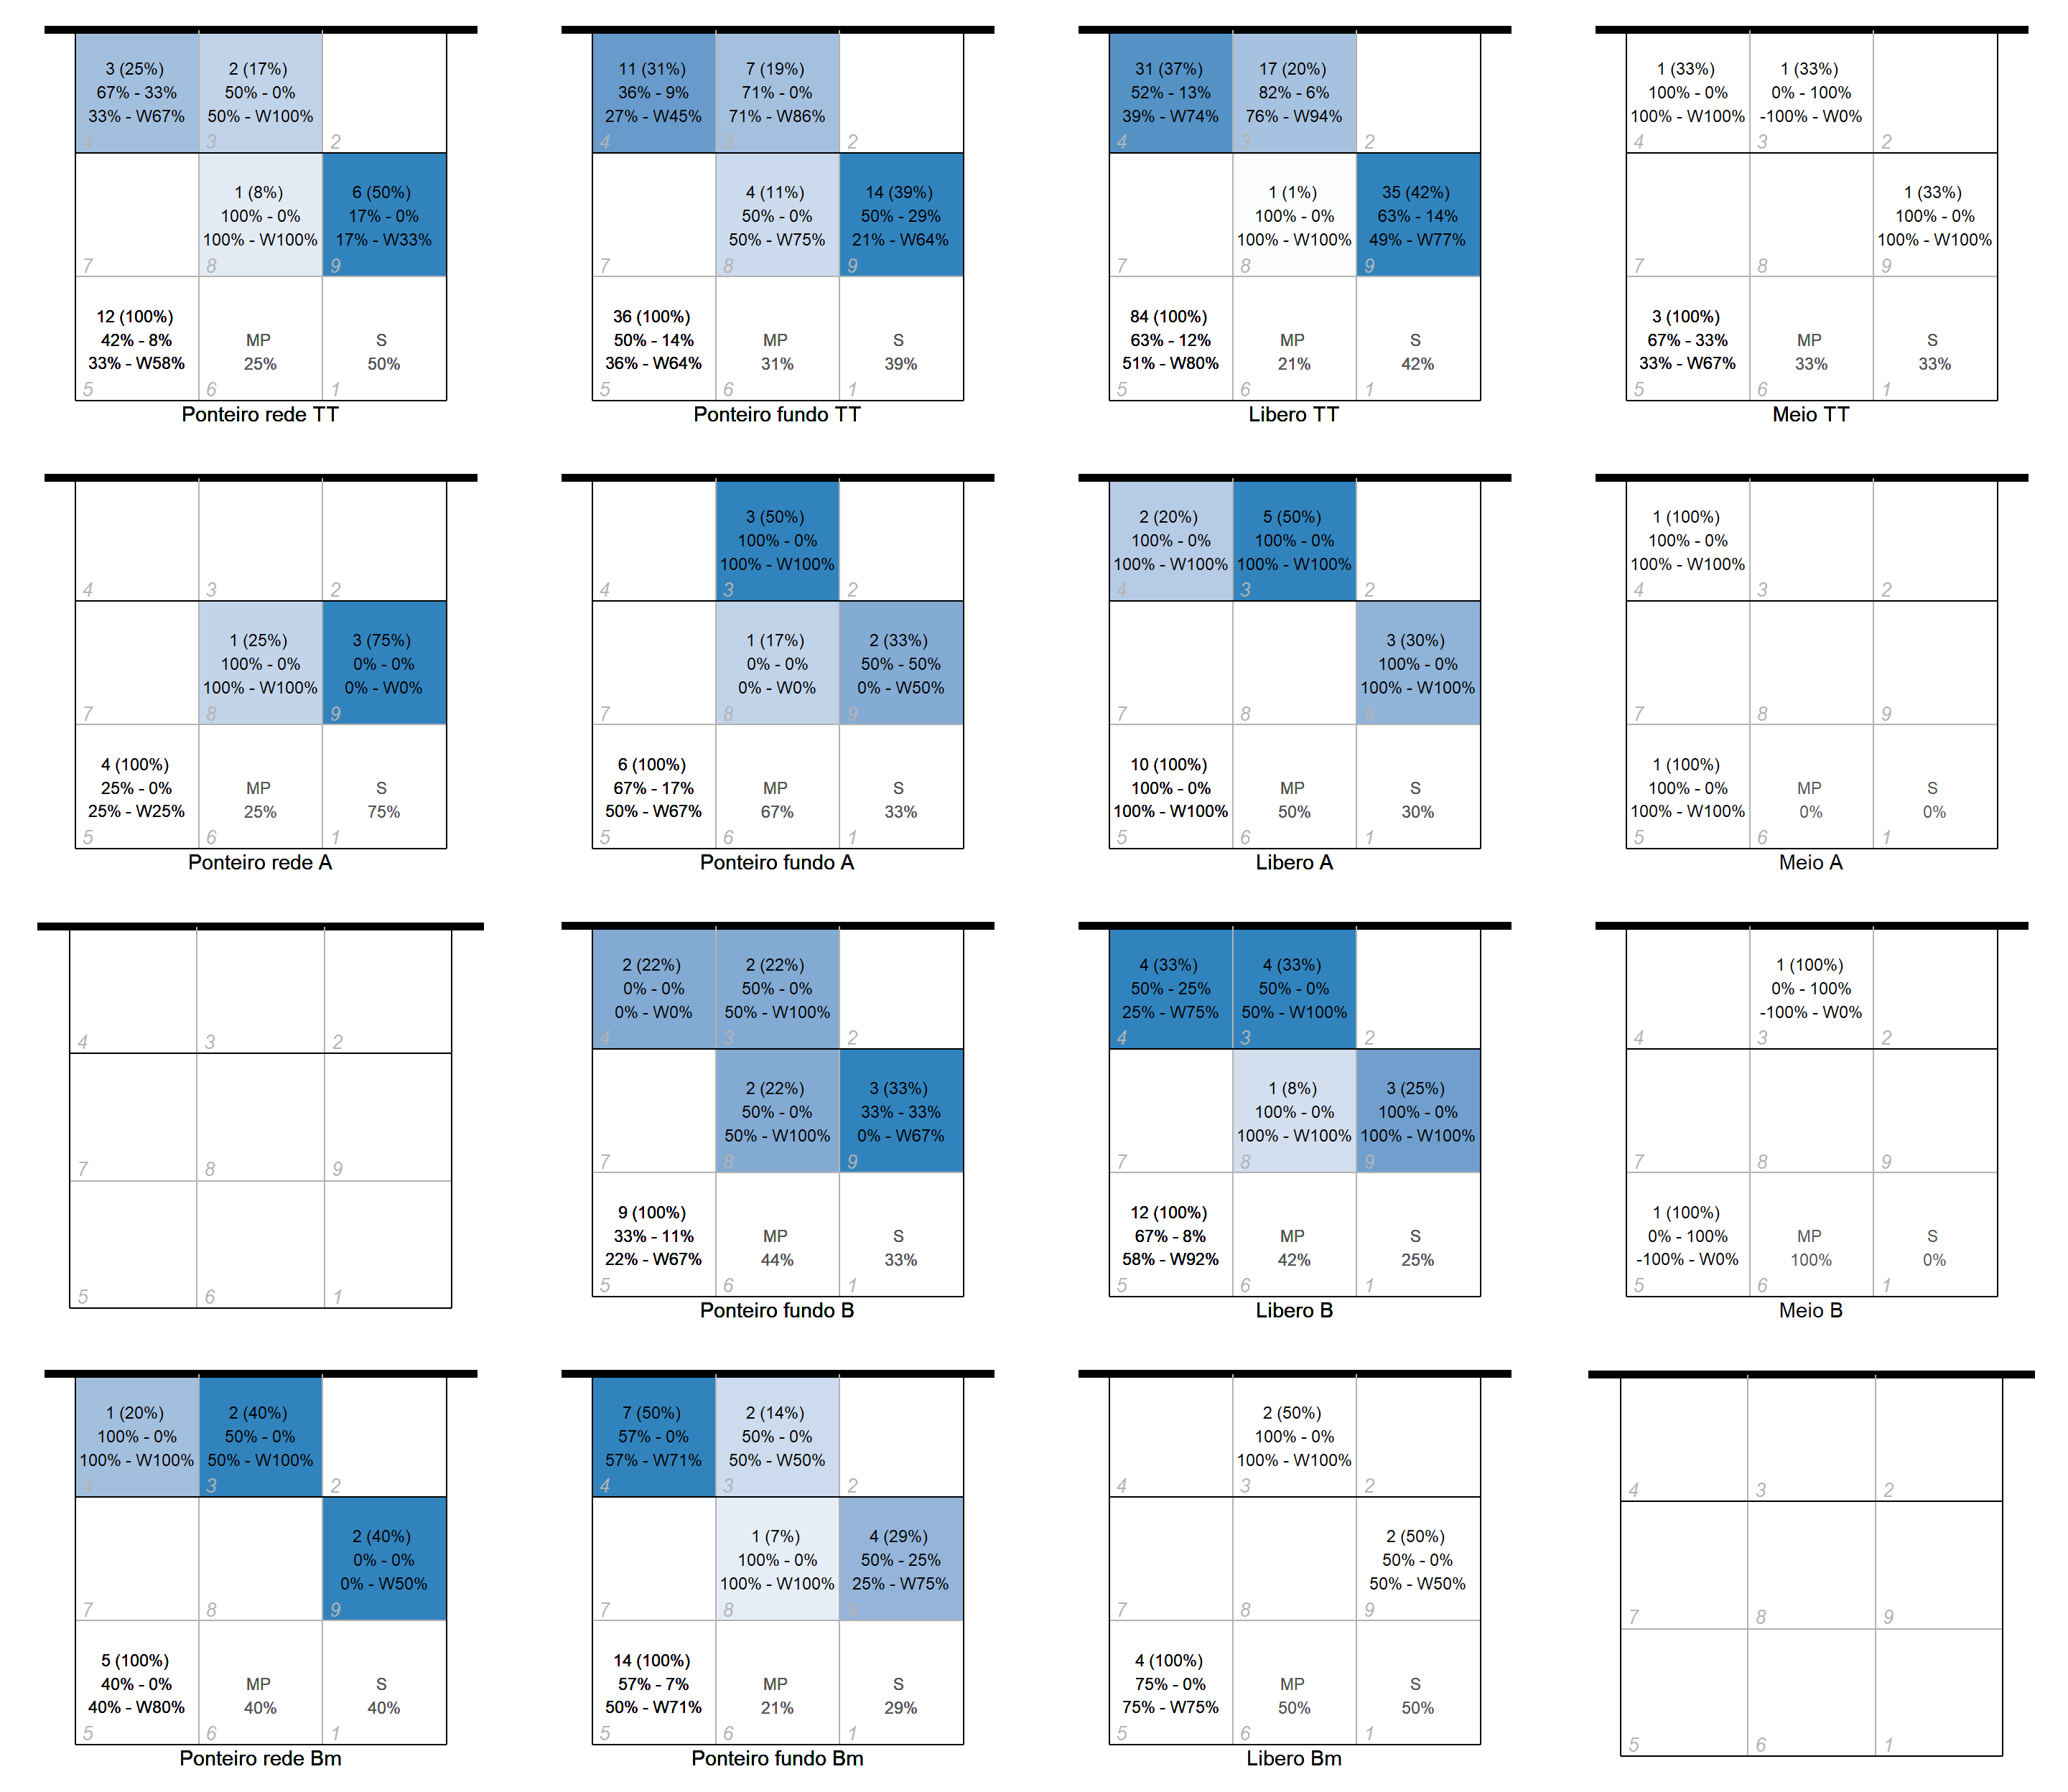 3 (25%)
67% - 33%
33% - W67%
4
2 (17%)
50% - 0%
50% - W100%
3
2
7
1 (8%)
100% - 0%
100% - W100%
8
6 (50%)
17% - 0%
17% - W33%
9
12 (100%)
42% - 8%
33% - W58%
5
MP
25%
6
S
50%
1
Ponteiro rede TT
11 (31%)
36% - 9%
27% - W45%
4
7 (19%)
71% - 0%
71% - W86%
3
2
7
4 (11%)
50% - 0%
50% - W75%
8
14 (39%)
50% - 29%
21% - W64%
9
36 (100%)
50% - 14%
36% - W64%
5
MP
31%
6
S
39%
1
Ponteiro fundo TT
31 (37%)
52% - 13%
39% - W74%
4
17 (20%)
82% - 6%
76% - W94%
3
2
7
1 (1%)
100% - 0%
100% - W100%
8
35 (42%)
63% - 14%
49% - W77%
9
84 (100%)
63% - 12%
51% - W80%
5
MP
21%
6
S
42%
1
Libero TT
1 (33%)
100% - 0%
100% - W100%
4
1 (33%)
0% - 100%
-100% - W0%
3
2
7
8
1 (33%)
100% - 0%
100% - W100%
9
3 (100%)
67% - 33%
33% - W67%
5
MP
33%
6
S
33%
1
Meio TT
4
3
2
7
1 (25%)
100% - 0%
100% - W100%
8
3 (75%)
0% - 0%
0% - W0%
9
4 (100%)
25% - 0%
25% - W25%
5
MP
25%
6
S
75%
1
Ponteiro rede A
4
3 (50%)
100% - 0%
100% - W100%
3
2
7
1 (17%)
0% - 0%
0% - W0%
8
2 (33%)
50% - 50%
0% - W50%
9
6 (100%)
67% - 17%
50% - W67%
5
MP
67%
6
S
33%
1
Ponteiro fundo A
2 (20%)
100% - 0%
100% - W100%
4
5 (50%)
100% - 0%
100% - W100%
3
2
7
8
3 (30%)
100% - 0%
100% - W100%
9
10 (100%)
100% - 0%
100% - W100%
5
MP
50%
6
S
30%
1
Libero A
1 (100%)
100% - 0%
100% - W100%
4
3
2
7
8
9
1 (100%)
100% - 0%
100% - W100%
5
MP
0%
6
S
0%
1
Meio A
4
3
2
7
8
9
5
6
1
2 (22%)
0% - 0%
0% - W0%
4
2 (22%)
50% - 0%
50% - W100%
3
2
7
2 (22%)
50% - 0%
50% - W100%
8
3 (33%)
33% - 33%
0% - W67%
9
9 (100%)
33% - 11%
22% - W67%
5
MP
44%
6
S
33%
1
Ponteiro fundo B
4 (33%)
50% - 25%
25% - W75%
4
4 (33%)
50% - 0%
50% - W100%
3
2
7
1 (8%)
100% - 0%
100% - W100%
8
3 (25%)
100% - 0%
100% - W100%
9
12 (100%)
67% - 8%
58% - W92%
5
MP
42%
6
S
25%
1
Libero B
4
1 (100%)
0% - 100%
-100% - W0%
3
2
7
8
9
1 (100%)
0% - 100%
-100% - W0%
5
MP
100%
6
S
0%
1
Meio B
1 (20%)
100% - 0%
100% - W100%
4
2 (40%)
50% - 0%
50% - W100%
3
2
7
8
2 (40%)
0% - 0%
0% - W50%
9
5 (100%)
40% - 0%
40% - W80%
5
MP
40%
6
S
40%
1
Ponteiro rede Bm
7 (50%)
57% - 0%
57% - W71%
4
2 (14%)
50% - 0%
50% - W50%
3
2
7
1 (7%)
100% - 0%
100% - W100%
8
4 (29%)
50% - 25%
25% - W75%
9
14 (100%)
57% - 7%
50% - W71%
5
MP
21%
6
S
29%
1
Ponteiro fundo Bm
4
2 (50%)
100% - 0%
100% - W100%
3
2
7
8
2 (50%)
50% - 0%
50% - W50%
9
4 (100%)
75% - 0%
75% - W75%
5
MP
50%
6
S
50%
1
Libero Bm
4
3
2
7
8
9
5
6
1